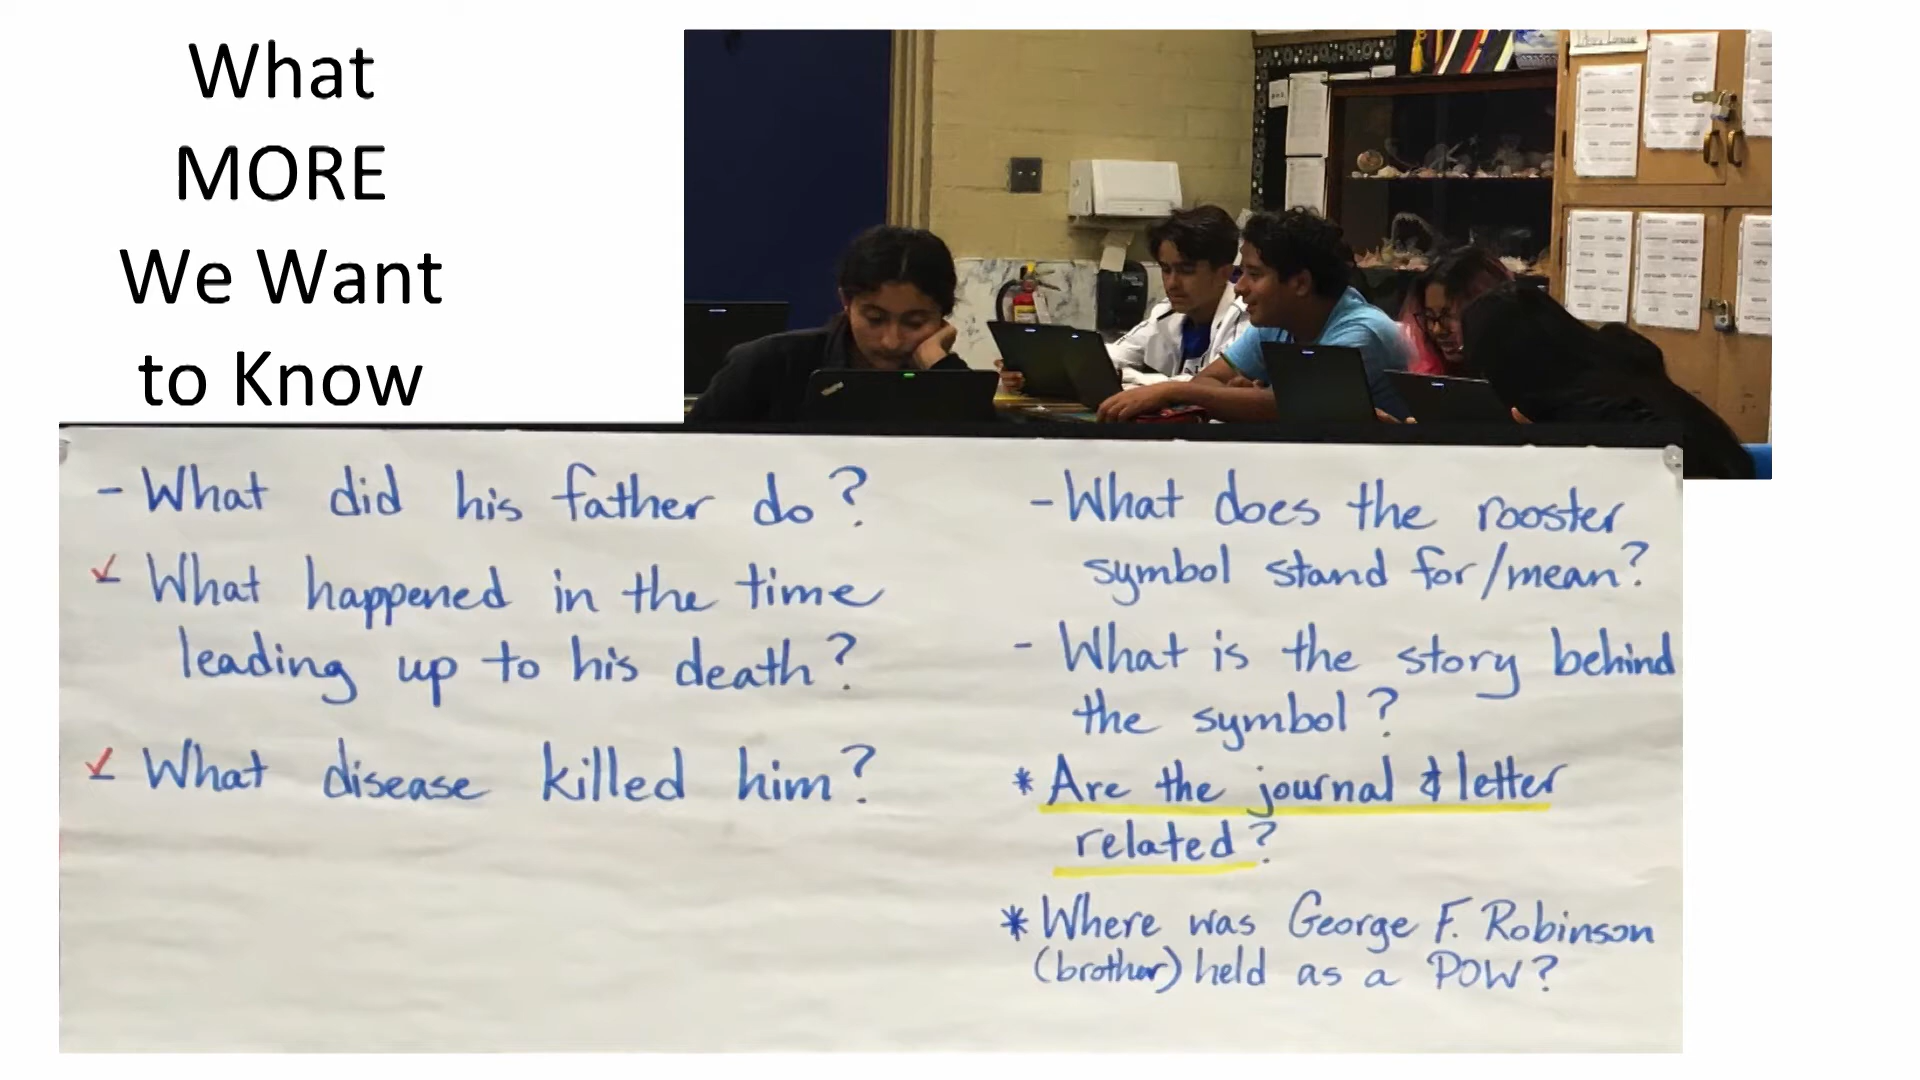 What
MORE
We Want
to Know
- What did his father do?
✓ What happened in the time
leading up to his death?
✓ What disease killed him?
- What does the rooster
symbol stand for/mean?
- What is the story behind
the symbol?
* Are the journal & letter
related?
* Where was George F. Robinson
(brother) held as a POW?